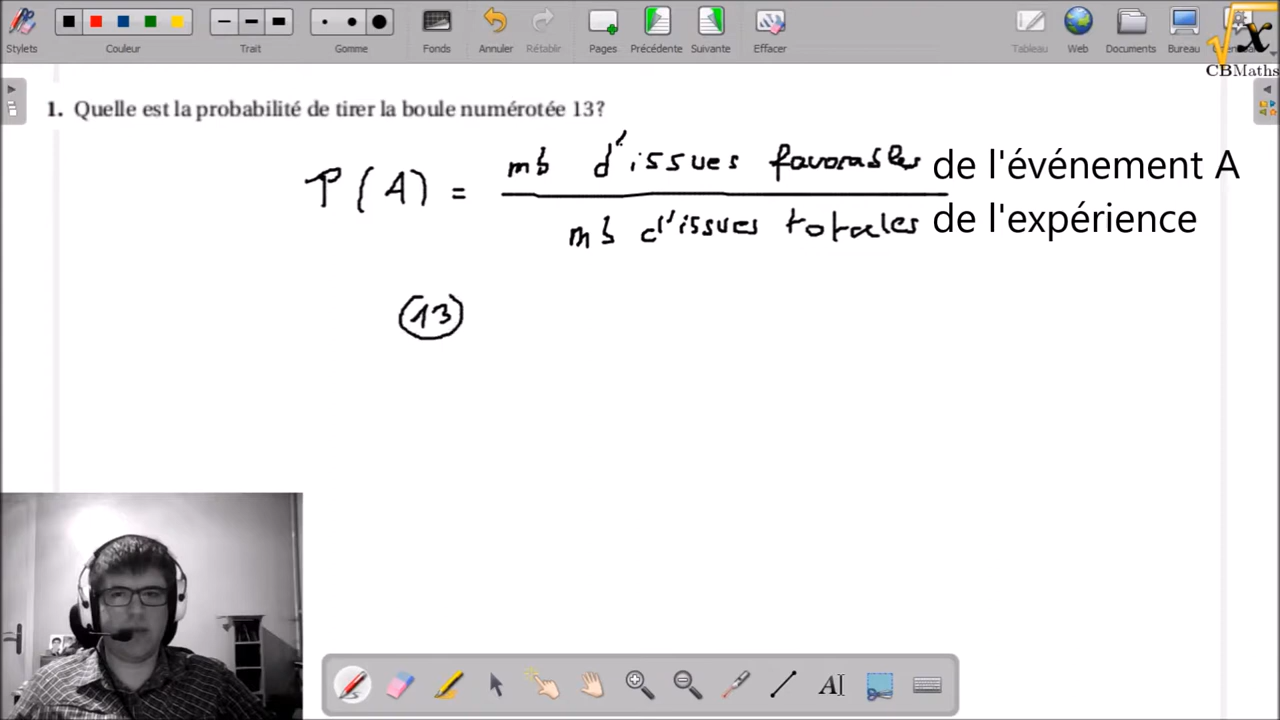 Stylets Couleur Trait Gomme Fonds Annuler Rétablir Pages Précédente Suivante Effacer Tableau Web Documents Bureau
CBMaths
1. Quelle est la probabilité de tirer la boule numérotée 13?
P(A) = nb d'issues favorables de l'événement A
nb d'issues totales de l'expérience
13